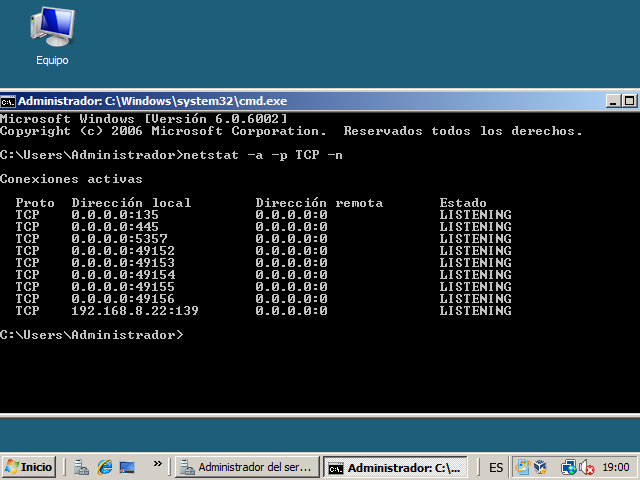 Equipo
Administrador: C:\Windows\system32\cmd.exe
Microsoft Windows [Versión 6.0.6002]
Copyright (c) 2006 Microsoft Corporation.  Reservados todos los derechos.
C:\Users\Administrador>netstat -a -p TCP -n
Conexiones activas
Proto  Dirección local        Dirección remota       Estado
TCP    0.0.0.0:135            0.0.0.0:0              LISTENING
TCP    0.0.0.0:445            0.0.0.0:0              LISTENING
TCP    0.0.0.0:5357           0.0.0.0:0              LISTENING
TCP    0.0.0.0:49152          0.0.0.0:0              LISTENING
TCP    0.0.0.0:49153          0.0.0.0:0              LISTENING
TCP    0.0.0.0:49154          0.0.0.0:0              LISTENING
TCP    0.0.0.0:49155          0.0.0.0:0              LISTENING
TCP    0.0.0.0:49156          0.0.0.0:0              LISTENING
TCP    192.168.8.22:139       0.0.0.0:0              LISTENING
C:\Users\Administrador>
Inicio » Administrador del ser... Administrador: C:\... ES 19:00